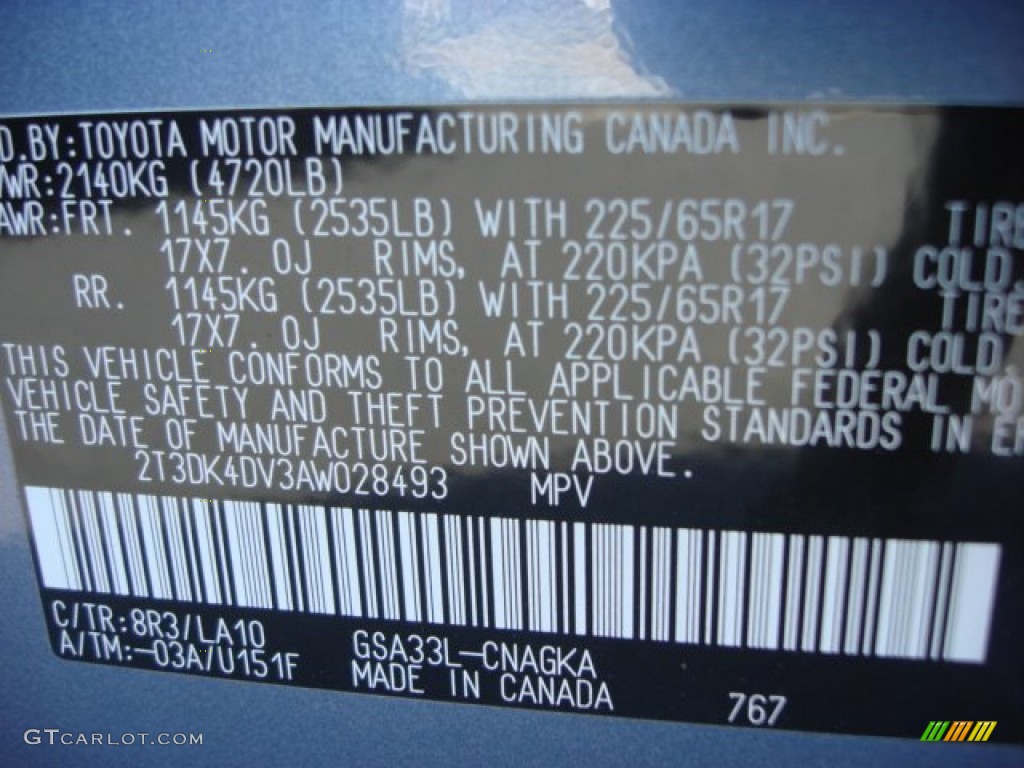 D.BY:TOYOTA MOTOR MANUFACTURING CANADA INC.
WR:2140KG (4720LB)
AWR:FRT. 1145KG (2535LB) WITH 225/65R17 TIRE
17X7.0J RIMS, AT 220KPA (32PSI) COLD,
RR. 1145KG (2535LB) WITH 225/65R17 TIRE
17X7.0J RIMS, AT 220KPA (32PSI) COLD.
THIS VEHICLE CONFORMS TO ALL APPLICABLE FEDERAL MO
VEHICLE SAFETY AND THEFT PREVENTION STANDARDS IN
THE DATE OF MANUFACTURE SHOWN ABOVE.
2T3DK4DV3AW028493 MPV
C/TR:8R3/LA10
A/TM:-03A/U151F
GSA33L-CNAGKA
MADE IN CANADA
767
GTCARLOT.COM